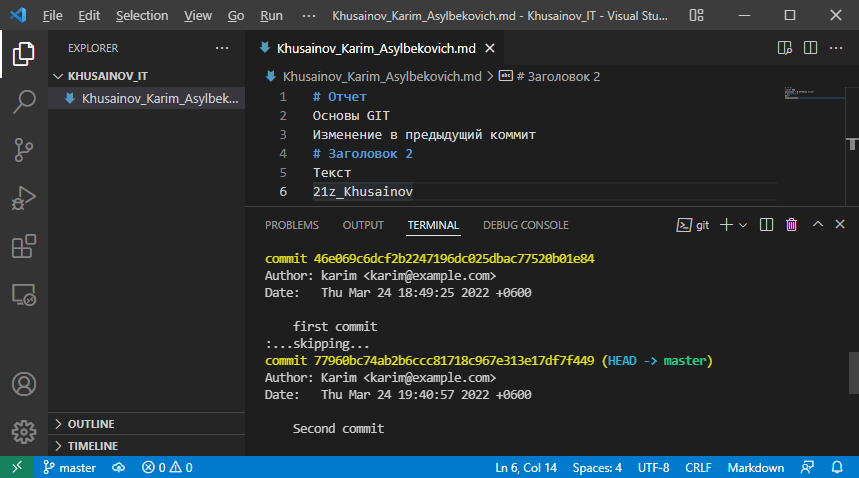 File Edit Selection View Go Run ··· Khusainov_Karim_Asylbekovich.md - Khusainov_IT - Visual Stu...
EXPLORER ···
KHUSAINOV_IT
Khusainov_Karim_Asylbek...
OUTLINE
TIMELINE
Khusainov_Karim_Asylbekovich.md
Khusainov_Karim_Asylbekovich.md > # Заголовок 2
1 # Отчет
2 Основы GIT
3 Изменение в предыдущий коммит
4 # Заголовок 2
5 Текст
6 21z_Khusainov
PROBLEMS OUTPUT TERMINAL DEBUG CONSOLE git
commit 46e069c6dcf2b2247196dc025dbac77520b01e84
Author: karim <karim@example.com>
Date:   Thu Mar 24 18:49:25 2022 +0600
first commit
:...skipping...
commit 77960bc74ab2b6ccc81718c967e313e17df7f449 (HEAD -> master)
Author: Karim <karim@example.com>
Date:   Thu Mar 24 19:40:57 2022 +0600
Second commit
master 0 0 Ln 6, Col 14 Spaces: 4 UTF-8 CRLF Markdown